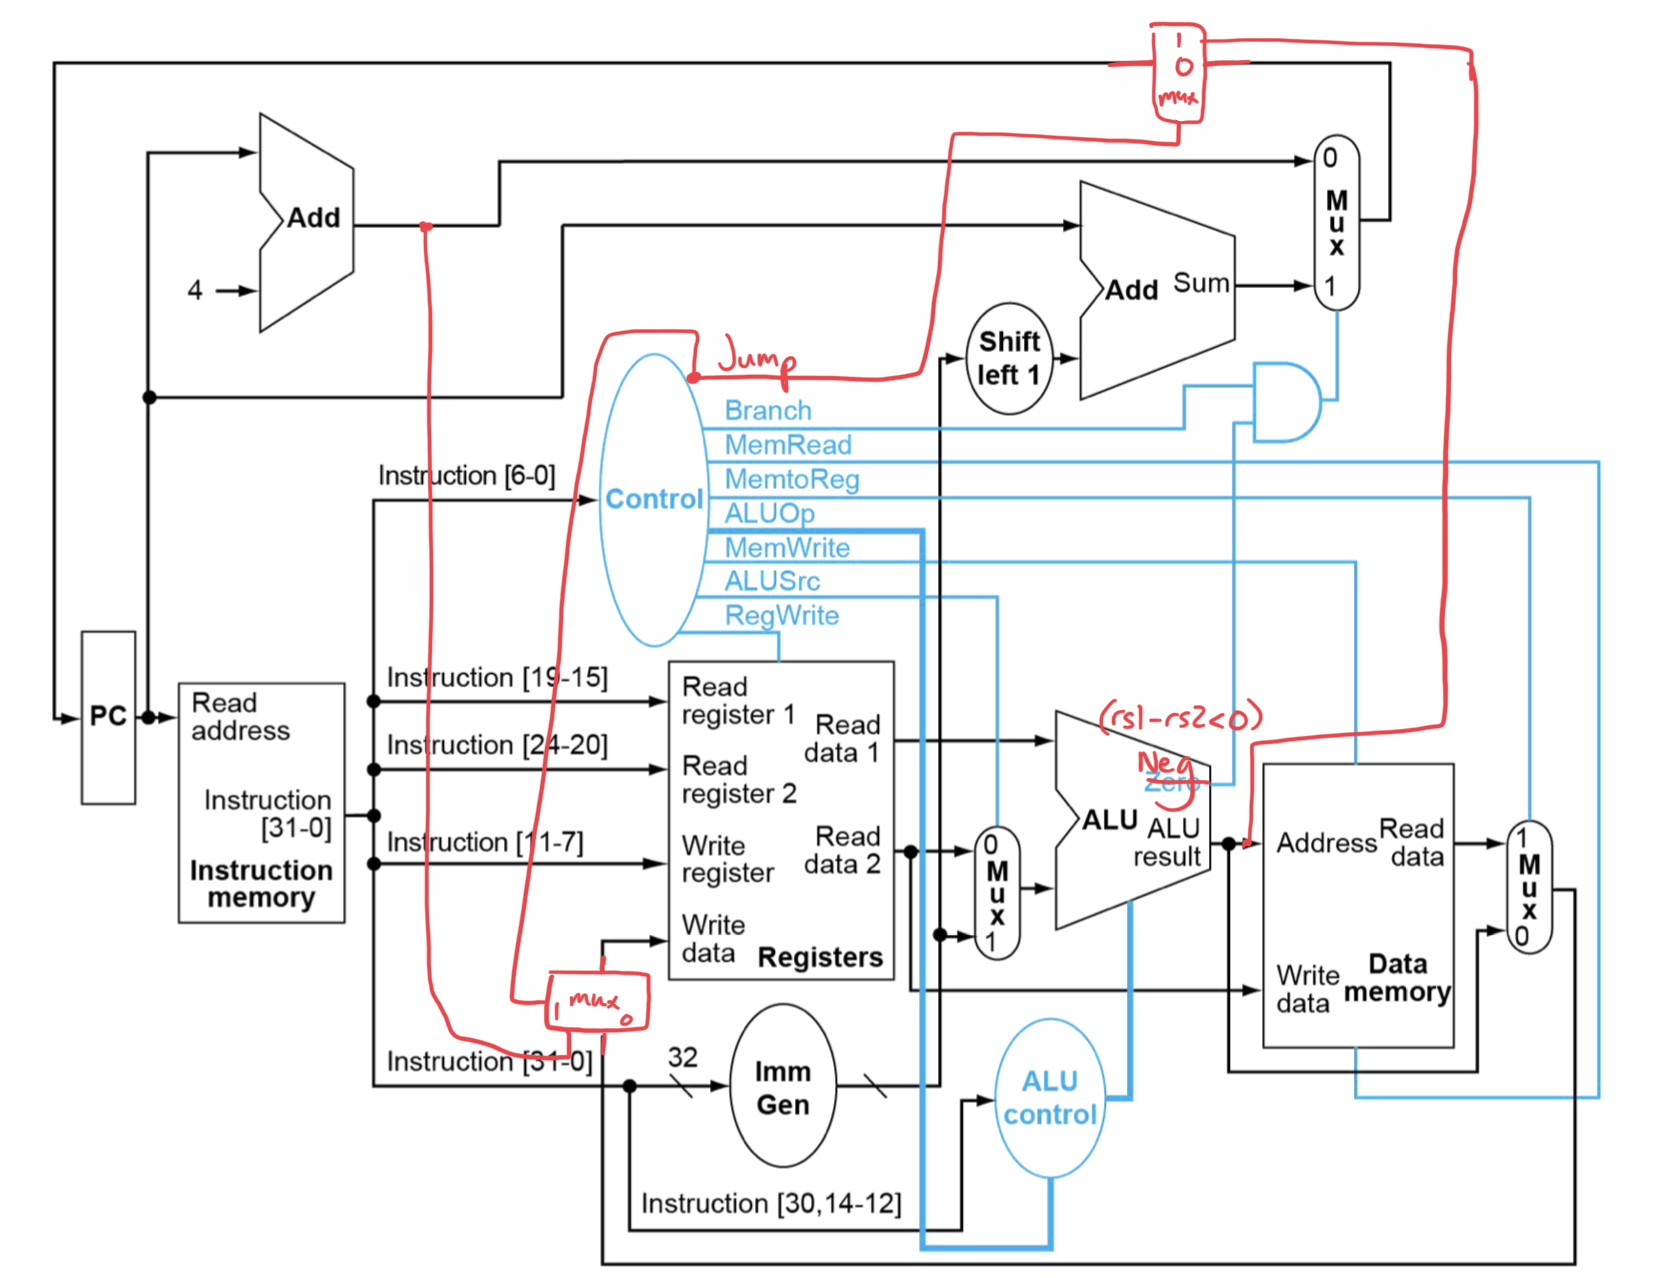 1
0
mux
0
M
u
x
1
Add
4
Add Sum
Shift
left 1
Jump
Branch
MemRead
MemtoReg
ALUOp
MemWrite
ALUSrc
RegWrite
Instruction [6-0]
Control
PC
Read
address
Instruction
[31-0]
Instruction
memory
Instruction [19-15]
Instruction [24-20]
Instruction [11-7]
Instruction [31-0]
Read
register 1
Read
register 2
Write
register
Write
data
Read
data 1
Read
data 2
Registers
1 mux 0
0
M
u
x
1
(rs1-rs2<0)
Neg
Zero
ALU
ALU
result
Address
Read
data
Write
data
Data
memory
1
M
u
x
0
32
Imm
Gen
ALU
control
Instruction [30,14-12]